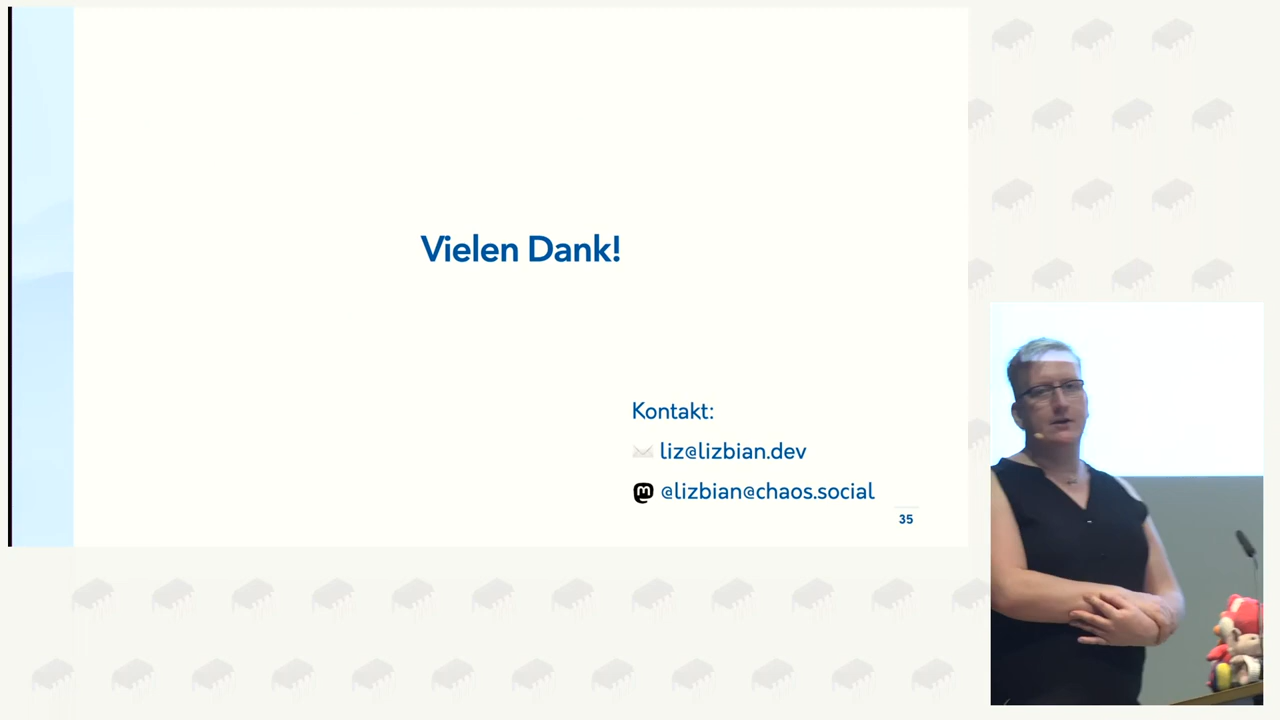 Vielen Dank!
Kontakt:
liz@lizbian.dev
@lizbian@chaos.social
35